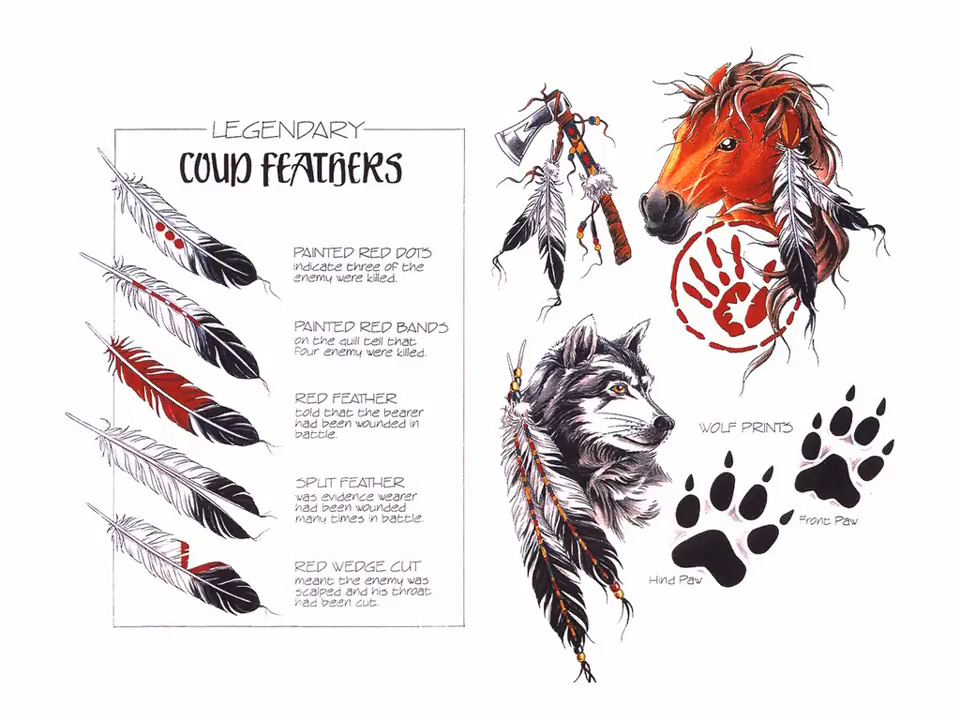 LEGENDARY
COUP FEATHERS
PAINTED RED DOTS
indicate three of the
enemy were killed.
PAINTED RED BANDS
on the quill tell that
four enemy were killed.
RED FEATHER
told that the bearer
had been wounded in
battle.
SPLIT FEATHER
was evidence wearer
had been wounded
many times in battle.
RED WEDGE CUT
meant the enemy was
scalped and his throat
had been cut.
WOLF PRINTS
Front Paw
Hind Paw